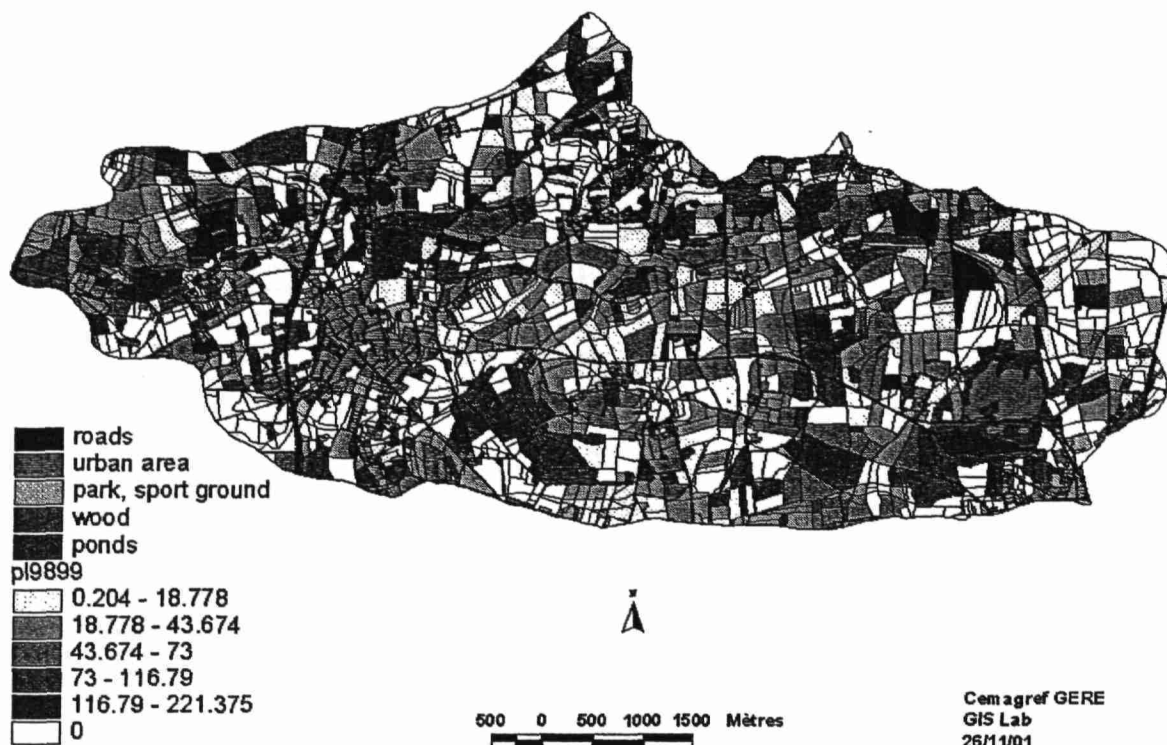 roads
urban area
park, sport ground
wood
ponds
pl9899
0.204 - 18.778
18.778 - 43.674
43.674 - 73
73 - 116.79
116.79 - 221.375
0
500 0 500 1000 1500 Mètres
Cemagref GERE
GIS Lab
26/11/01